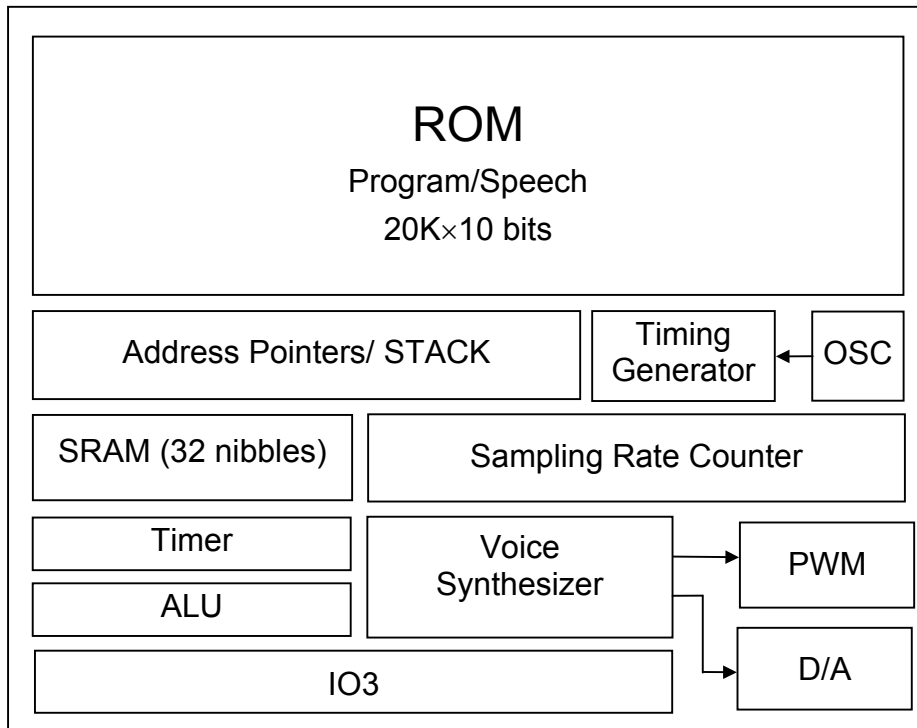 ROM
Program/Speech
20K×10 bits
Address Pointers/ STACK
Timing
Generator
OSC
SRAM (32 nibbles)
Sampling Rate Counter
Timer
Voice
Synthesizer
PWM
ALU
D/A
IO3